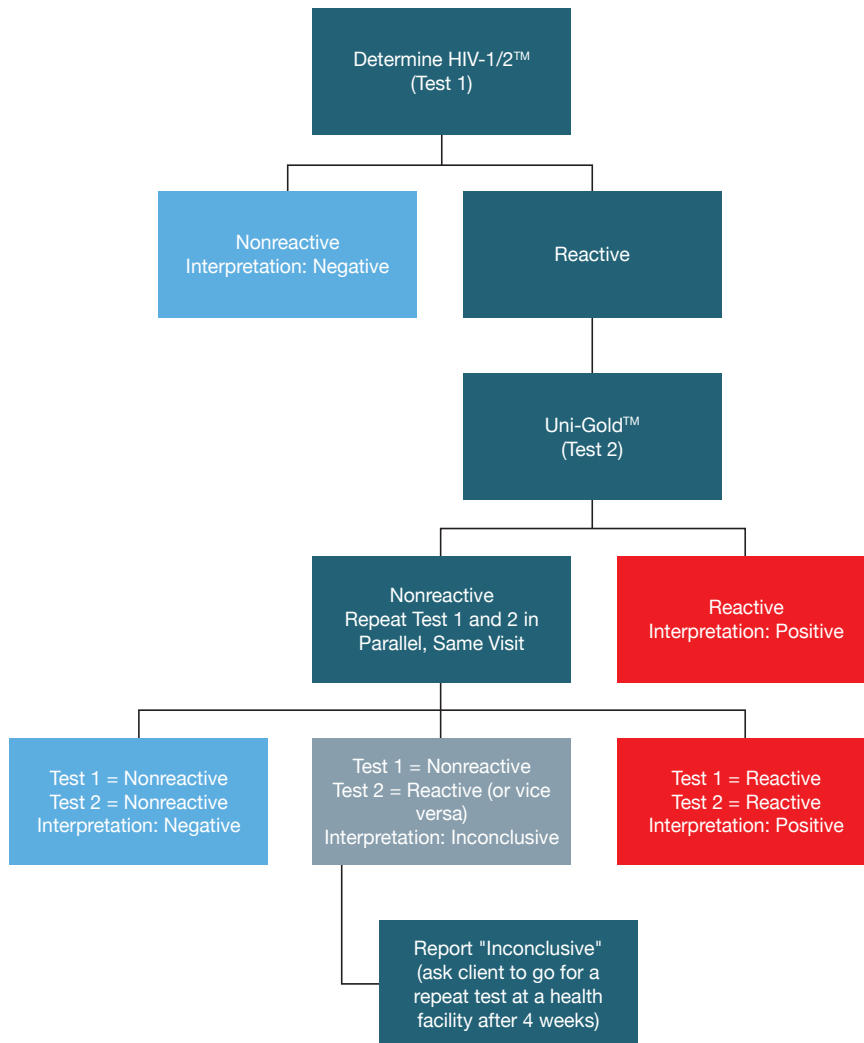 Determine HIV-1/2™
(Test 1)
Nonreactive
Interpretation: Negative
Reactive
Uni-Gold™
(Test 2)
Nonreactive
Repeat Test 1 and 2 in
Parallel, Same Visit
Reactive
Interpretation: Positive
Test 1 = Nonreactive
Test 2 = Nonreactive
Interpretation: Negative
Test 1 = Nonreactive
Test 2 = Reactive (or vice
versa)
Interpretation: Inconclusive
Test 1 = Reactive
Test 2 = Reactive
Interpretation: Positive
Report "Inconclusive"
(ask client to go for a
repeat test at a health
facility after 4 weeks)